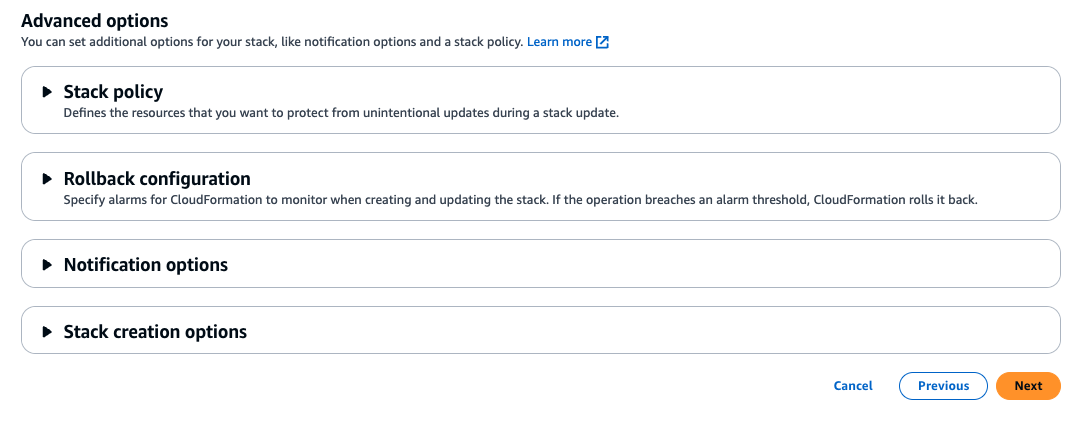 Advanced options
You can set additional options for your stack, like notification options and a stack policy. Learn more
Stack policy
Defines the resources that you want to protect from unintentional updates during a stack update.
Rollback configuration
Specify alarms for CloudFormation to monitor when creating and updating the stack. If the operation breaches an alarm threshold, CloudFormation rolls it back.
Notification options
Stack creation options
Cancel Previous Next